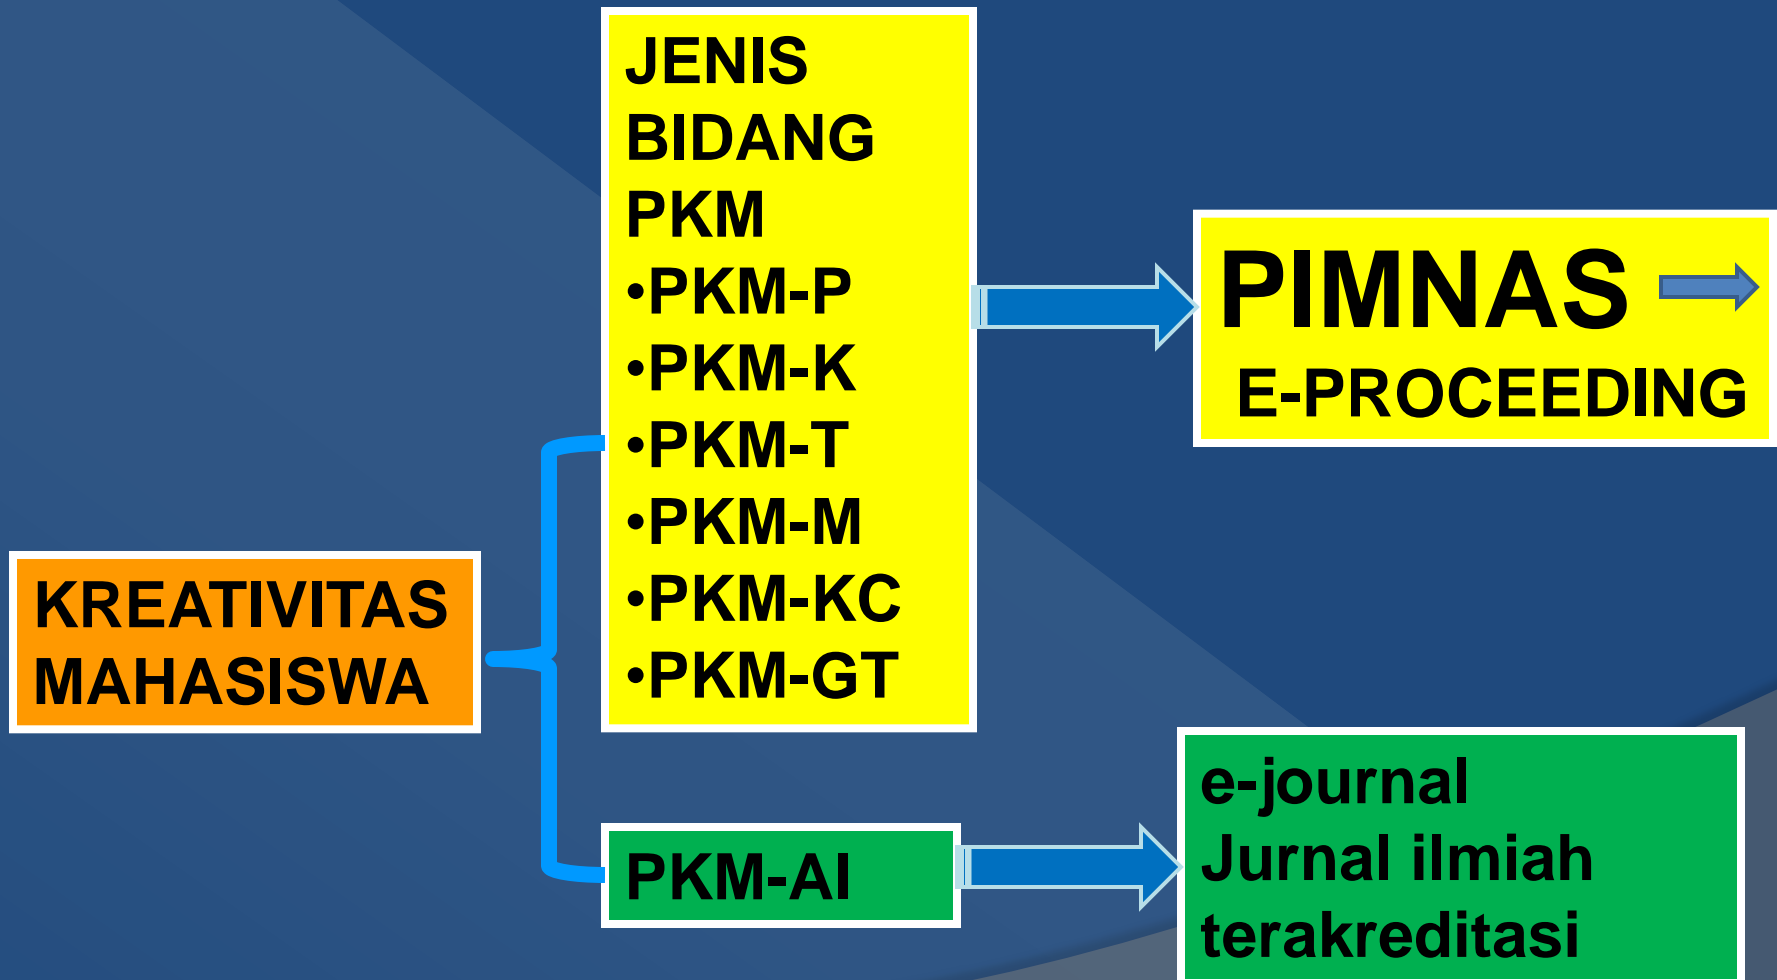 KREATIVITAS
MAHASISWA
JENIS
BIDANG
PKM
•PKM-P
•PKM-K
•PKM-T
•PKM-M
•PKM-KC
•PKM-GT
PIMNAS
E-PROCEEDING
PKM-AI
e-journal
Jurnal ilmiah
terakreditasi